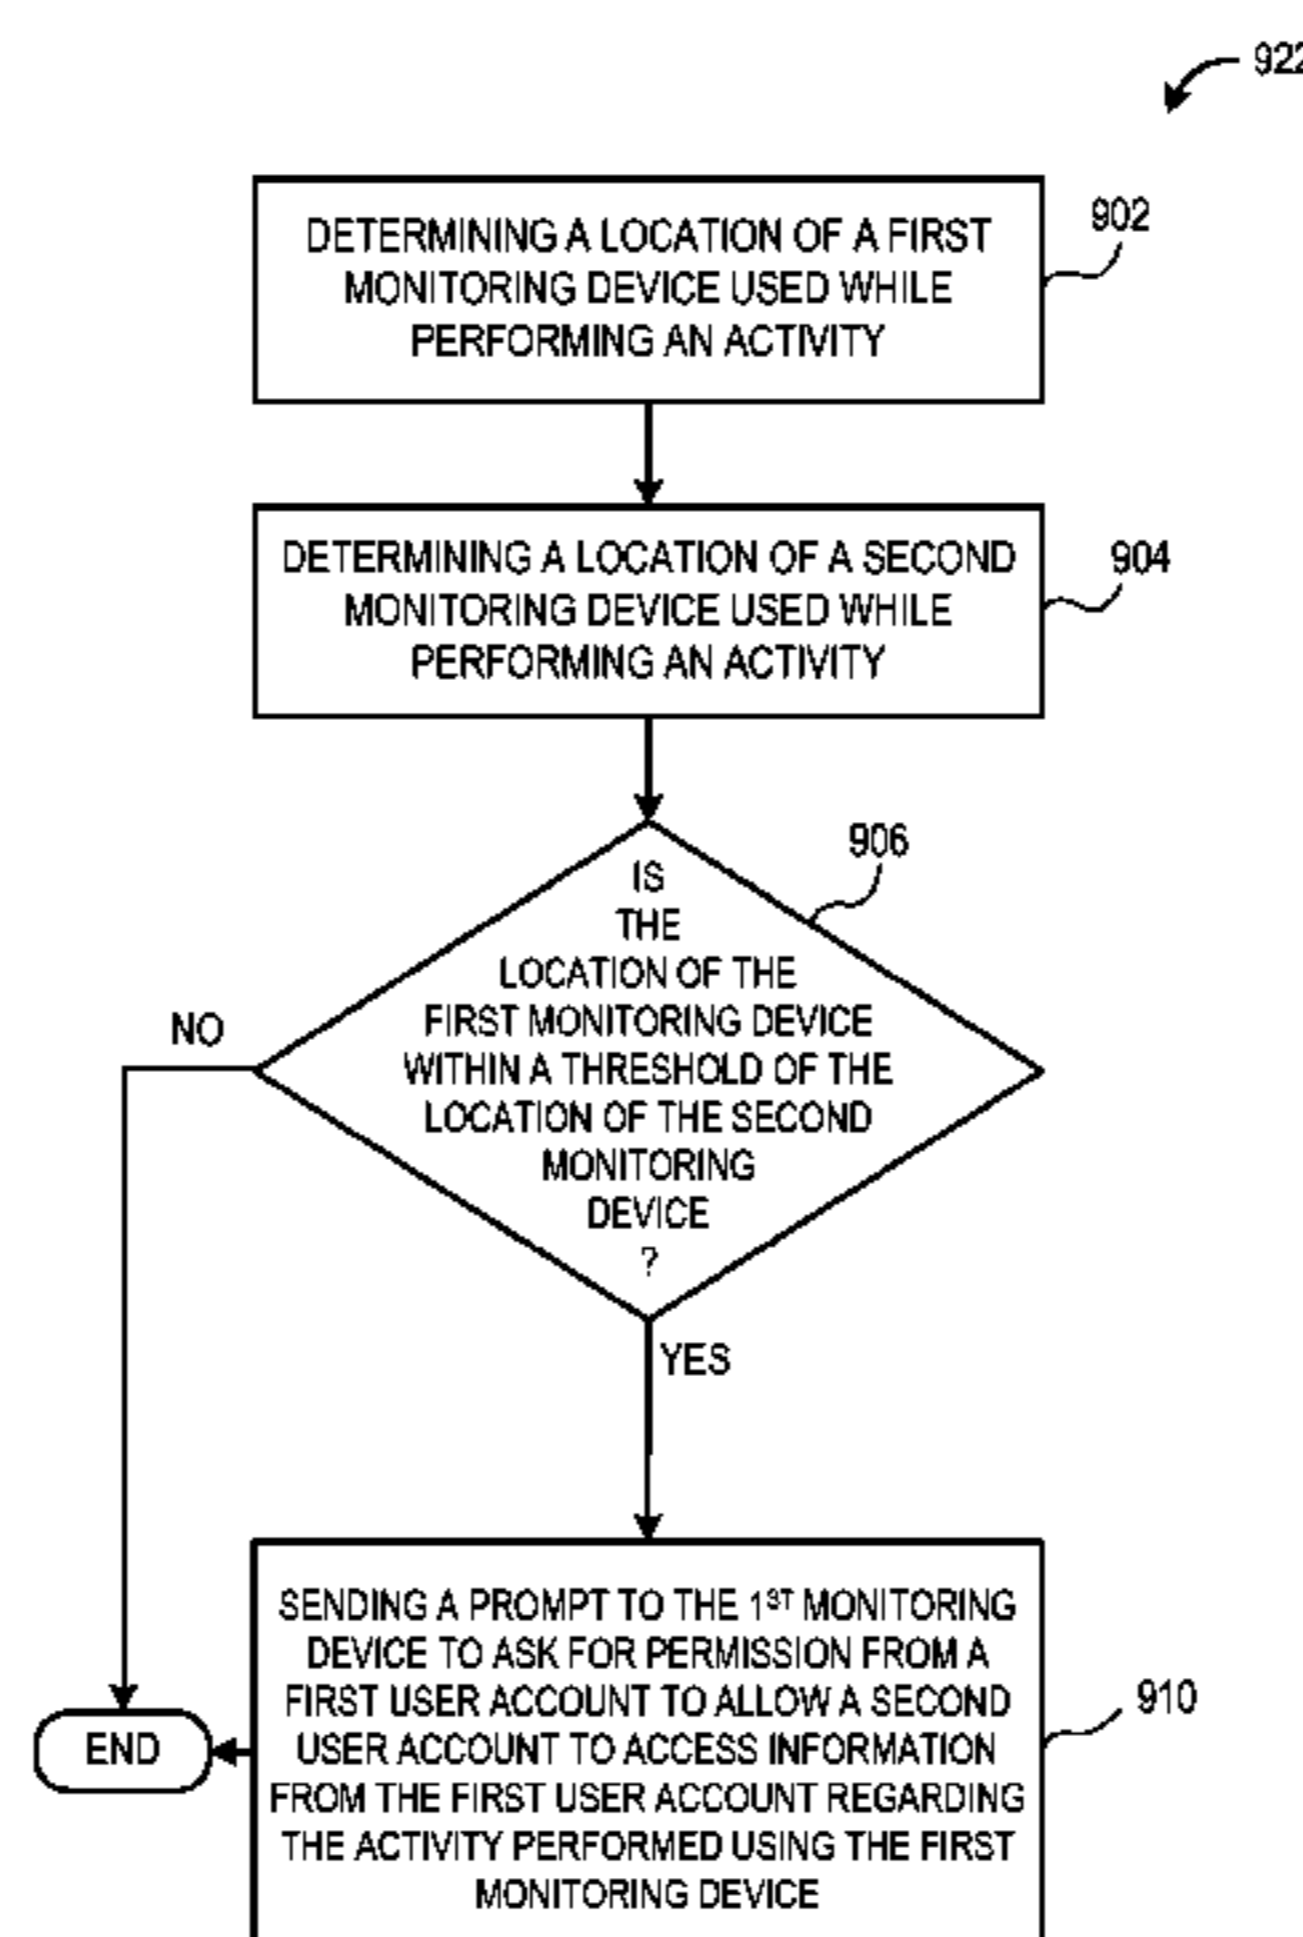 922
DETERMINING A LOCATION OF A FIRST
MONITORING DEVICE USED WHILE
PERFORMING AN ACTIVITY
902
DETERMINING A LOCATION OF A SECOND
MONITORING DEVICE USED WHILE
PERFORMING AN ACTIVITY
904
906
IS
THE
LOCATION OF THE
FIRST MONITORING DEVICE
WITHIN A THRESHOLD OF THE
LOCATION OF THE SECOND
MONITORING
DEVICE
?
NO
YES
SENDING A PROMPT TO THE 1ST MONITORING
DEVICE TO ASK FOR PERMISSION FROM A
FIRST USER ACCOUNT TO ALLOW A SECOND
USER ACCOUNT TO ACCESS INFORMATION
FROM THE FIRST USER ACCOUNT REGARDING
THE ACTIVITY PERFORMED USING THE FIRST
MONITORING DEVICE
910
END